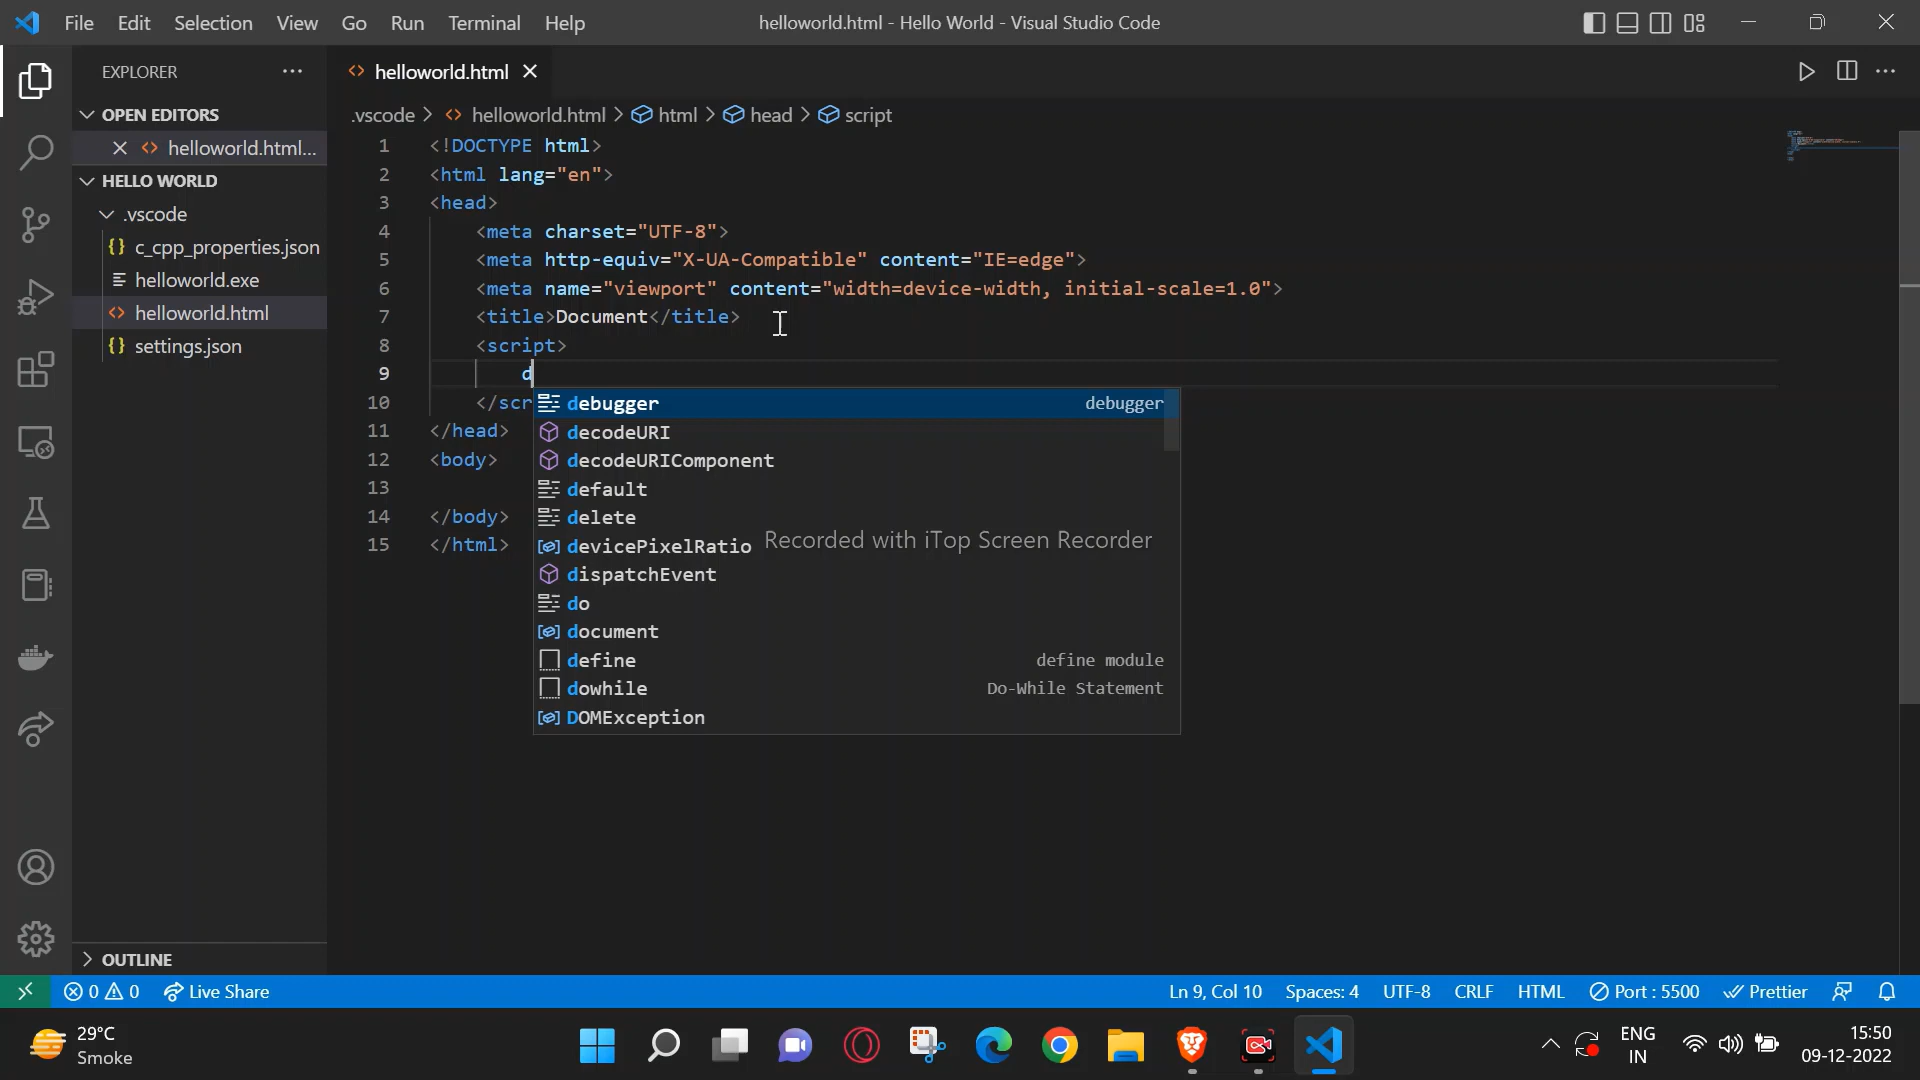 File Edit Selection View Go Run Terminal Help
helloworld.html - Hello World - Visual Studio Code
EXPLORER
OPEN EDITORS
helloworld.html...
HELLO WORLD
.vscode
c_cpp_properties.json
helloworld.exe
helloworld.html
settings.json
OUTLINE
helloworld.html
.vscode > helloworld.html > html > head > script
1 <!DOCTYPE html>
2 <html lang="en">
3 <head>
4 <meta charset="UTF-8">
5 <meta http-equiv="X-UA-Compatible" content="IE=edge">
6 <meta name="viewport" content="width=device-width, initial-scale=1.0">
7 <title>Document</title>
8 <script>
9 d
10 </scr
11 </head>
12 <body>
13
14 </body>
15 </html>
debugger debugger
decodeURI
decodeURIComponent
default
delete
devicePixelRatio
dispatchEvent
do
document
define define module
dowhile Do-While Statement
DOMException
Recorded with iTop Screen Recorder
0 0 Live Share
Ln 9, Col 10 Spaces: 4 UTF-8 CRLF HTML Port : 5500 Prettier
29°C
Smoke
ENG
IN
15:50
09-12-2022